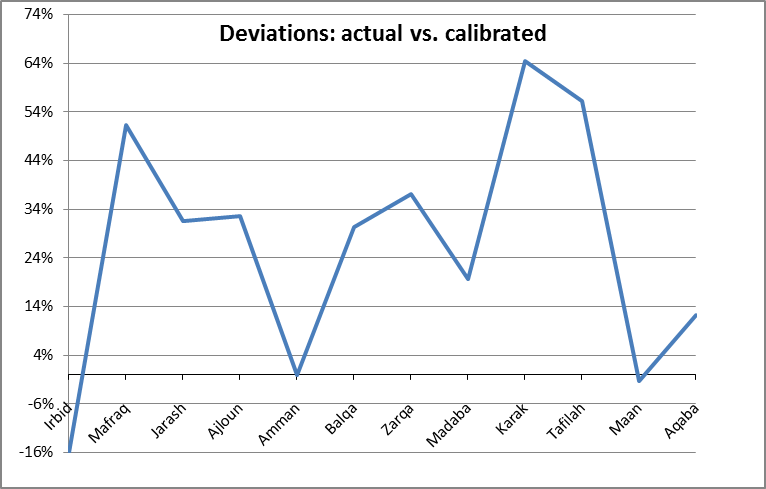 Deviations: actual vs. calibrated
74%
64%
54%
44%
34%
24%
14%
4%
-6%
-16%
Irbid
Mafraq
Jarash
Ajloun
Amman
Balqa
Zarqa
Madaba
Karak
Tafilah
Maan
Aqaba